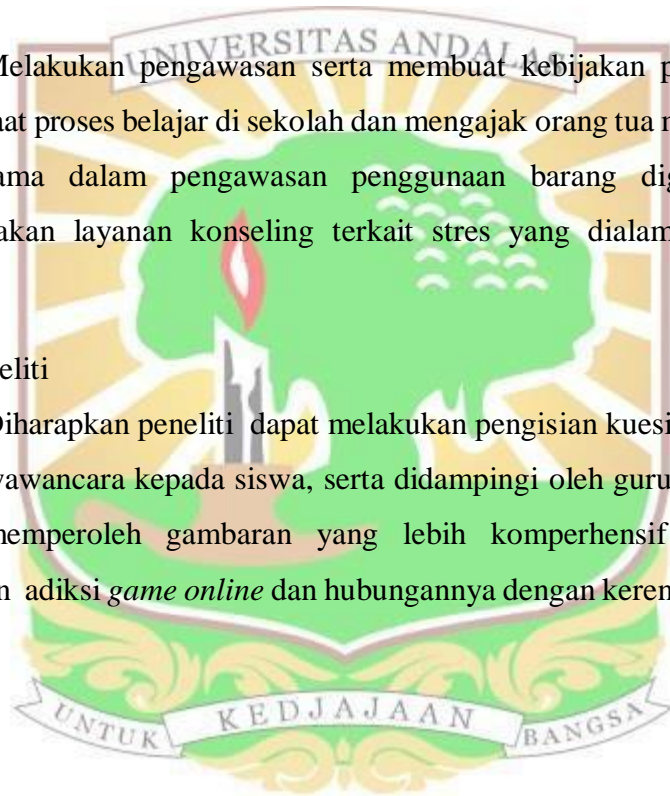 UNIVERSITAS ANDALAS
Melakukan pengawasan serta membuat kebijakan p
aat proses belajar di sekolah dan mengajak orang tua
ama dalam pengawasan penggunaan barang dig
akan layanan konseling terkait stres yang dialam
eliti
Diharapkan peneliti dapat melakukan pengisian kuesi
wawancara kepada siswa, serta didampingi oleh guru
memperoleh gambaran yang lebih komperhensif
n adiksi game online dan hubungannya dengan keren
UNTUK KEDJAJAAN BANGSA